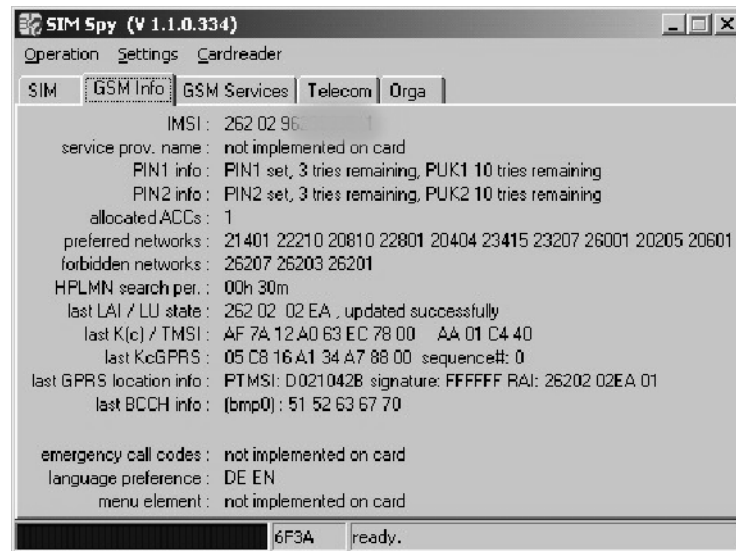 SIM Spy (V 1.1.0.334)
Operation Settings Cardreader
SIM GSM Info GSM Services Telecom Orga
IMSI : 262 02 96
service prov. name : not implemented on card
PIN1 info : PIN1 set, 3 tries remaining, PUK1 10 tries remaining
PIN2 info : PIN2 set, 3 tries remaining, PUK2 10 tries remaining
allocated ACCs : 1
preferred networks : 21401 22210 20810 22801 20404 23415 23207 26001 20205 20601
forbidden networks : 26207 26203 26201
HPLMN search per. : 00h 30m
last LAI / LU state : 262 02 02 EA , updated successfully
last K(c) / TMSI : AF 7A 12 A0 63 EC 78 00 AA 01 C4 40
last KcGPRS : 05 C8 16 A1 34 A7 88 00 sequence#: 0
last GPRS location info : PTMSI: D021042B signature: FFFFFF RAI: 26202 02EA 01
last BCCH info : (bmp0) : 51 52 63 67 70
emergency call codes : not implemented on card
language preference : DE EN
menu element : not implemented on card
6F3A ready.